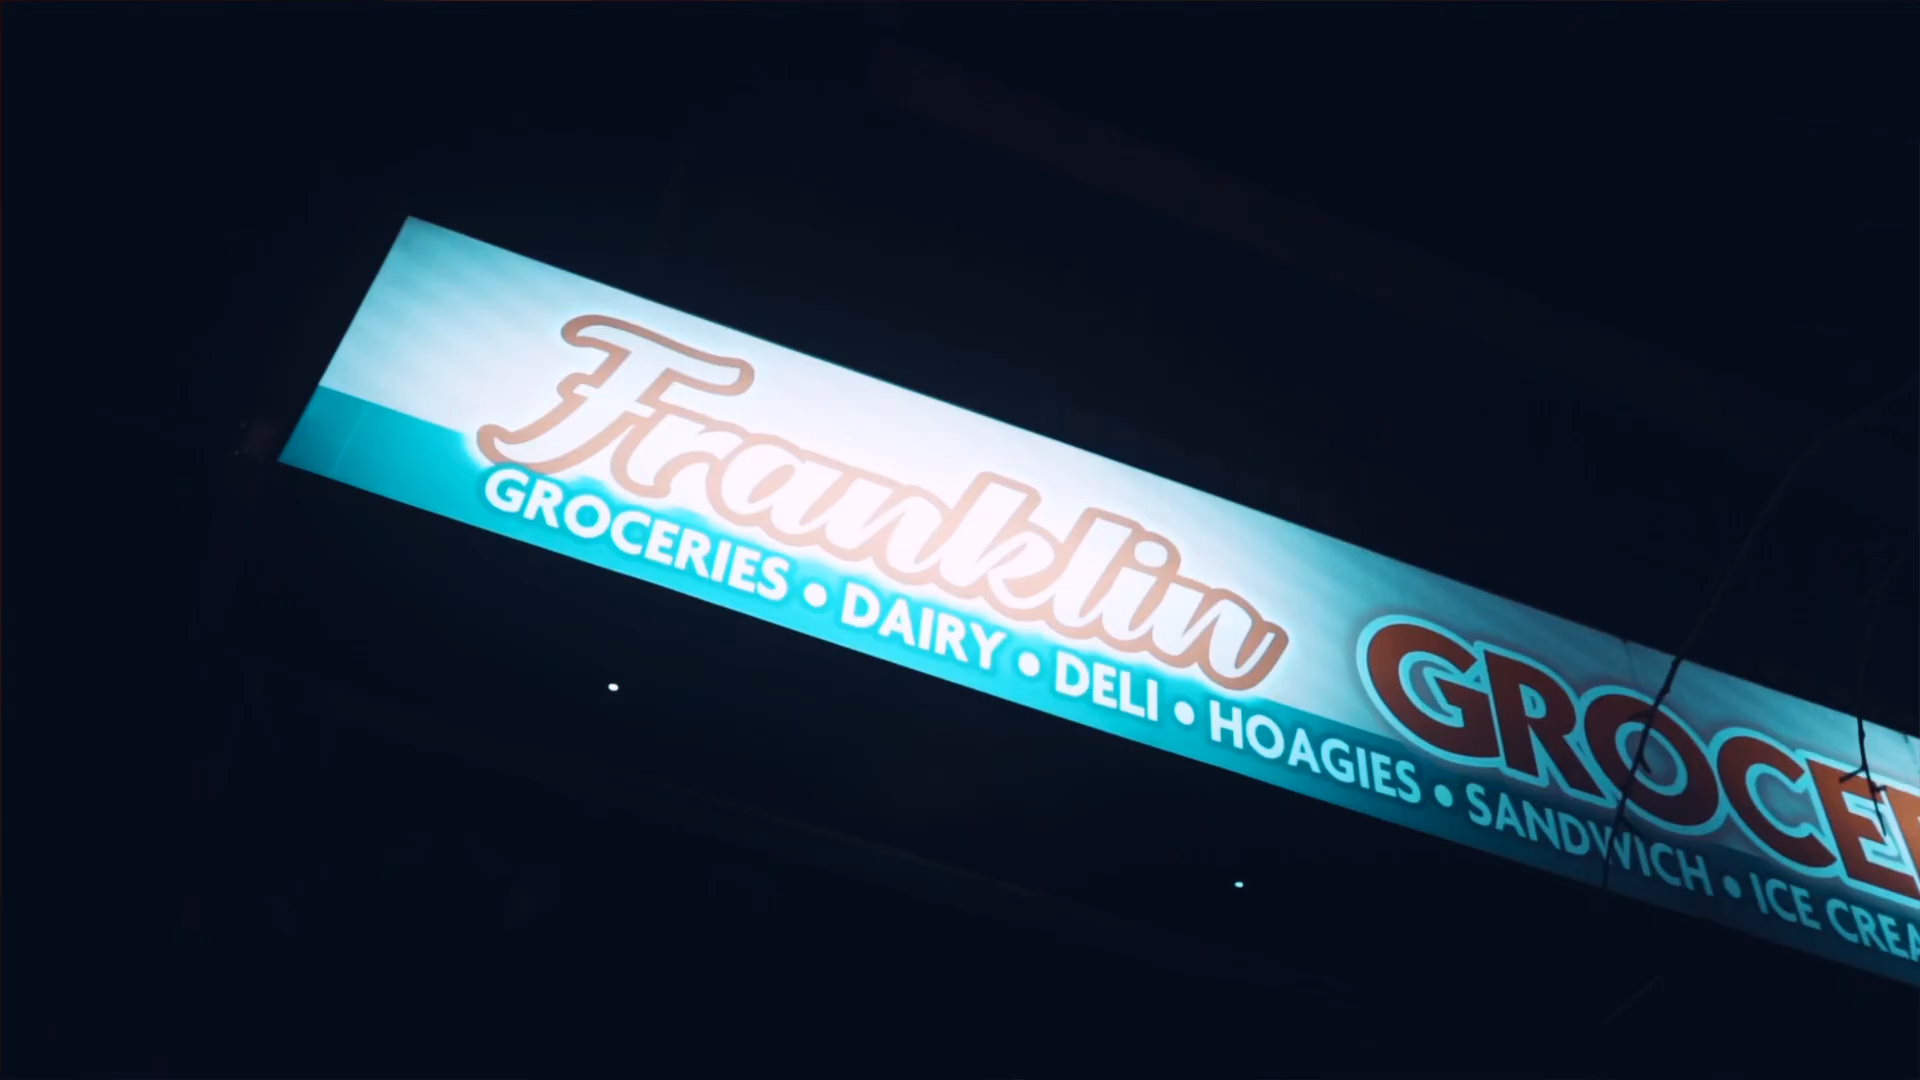 Franklin GROCE
GROCERIES • DAIRY • DELI • HOAGIES • SANDWICH • ICE CREA